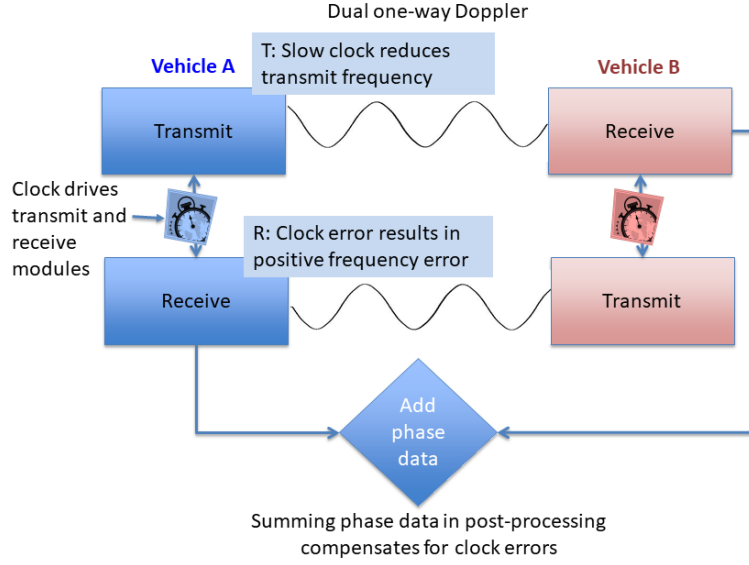 Dual one-way Doppler
Vehicle A
T: Slow clock reduces
transmit frequency
Vehicle B
Transmit
Receive
Clock drives
transmit and
receive modules
R: Clock error results in
positive frequency error
Receive
Transmit
Add
phase
data
Summing phase data in post-processing
compensates for clock errors